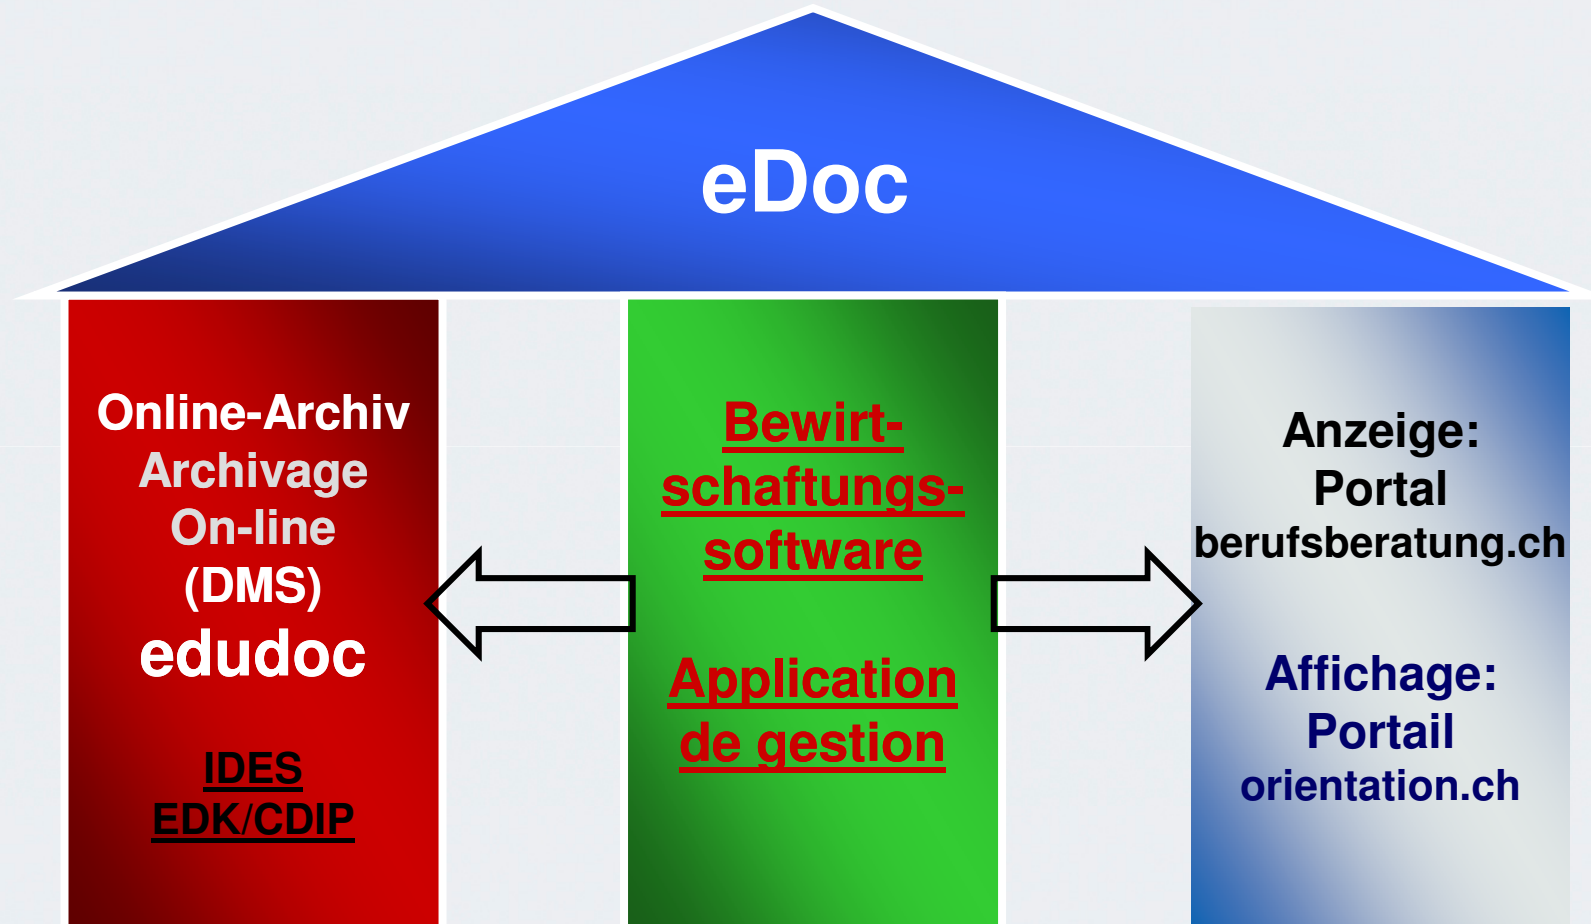 eDoc
Online-Archiv
Archivage
On-line
(DMS)
edudoc
IDES
EDK/CDIP
Bewirt-
schaftungs-
software
Application
de gestion
Anzeige:
Portal
berufsberatung.ch
Affichage:
Portail
orientation.ch